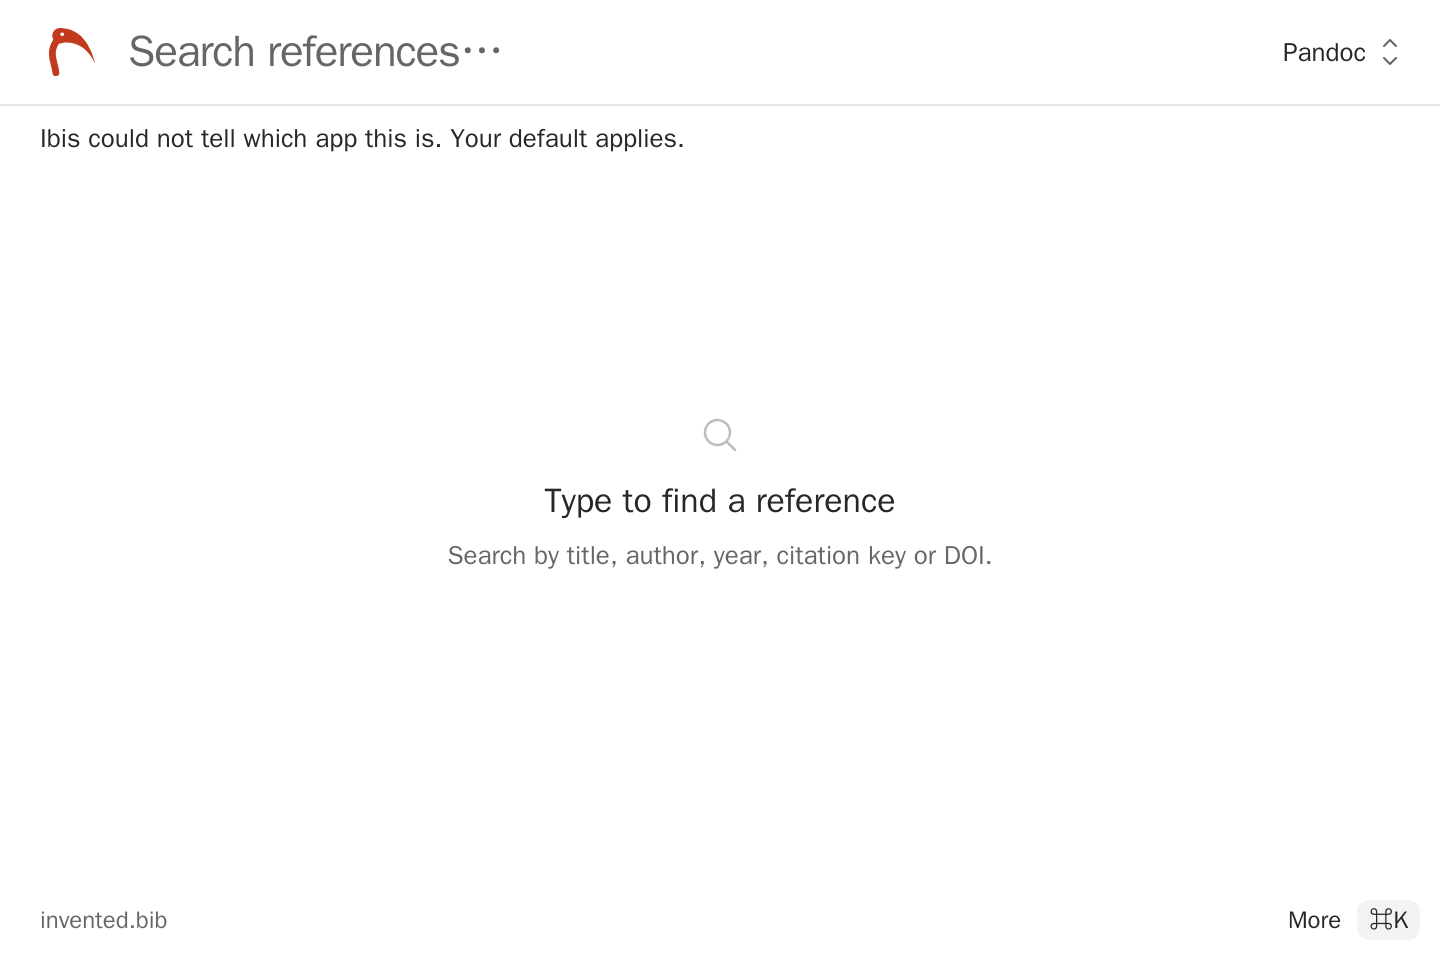 Search references…
Pandoc
Ibis could not tell which app this is. Your default applies.
Type to find a reference
Search by title, author, year, citation key or DOI.
invented.bib
More ⌘K